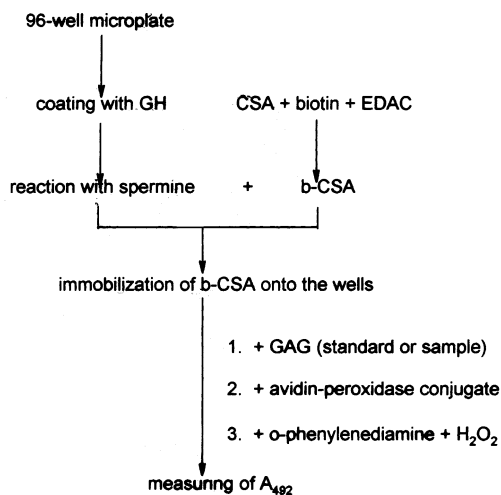 96-well microplate
coating with GH CSA + biotin + EDAC
reaction with spermine + b-CSA
immobilization of b-CSA onto the wells
1. + GAG (standard or sample)
2. + avidin-peroxidase conjugate
3. + o-phenylenediamine + H₂O₂
measuring of A₄₉₂